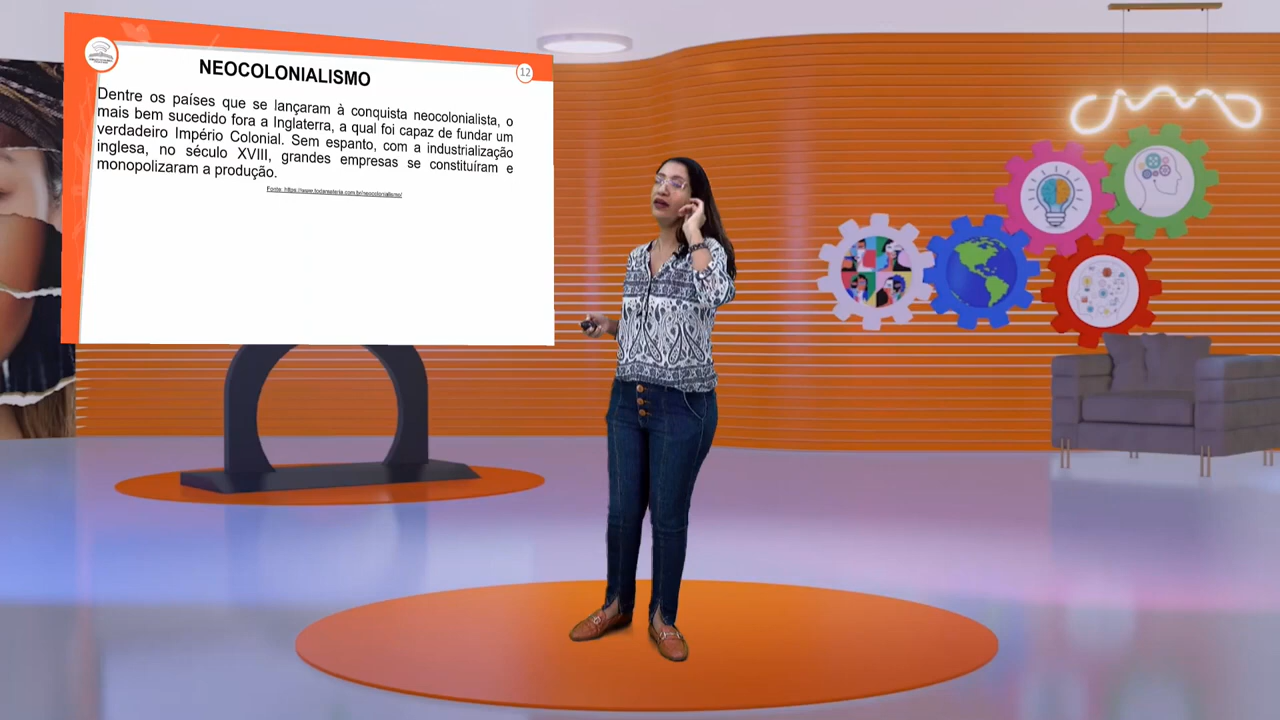 NEOCOLONIALISMO
12
Dentre os países que se lançaram à conquista neocolonialista, o
mais bem sucedido fora a Inglaterra, a qual foi capaz de fundar um
verdadeiro Império Colonial. Sem espanto, com a industrialização
inglesa, no século XVIII, grandes empresas se constituíram e
monopolizaram a produção.
Fonte: https://www.todamateria.com.br/neocolonialismo/